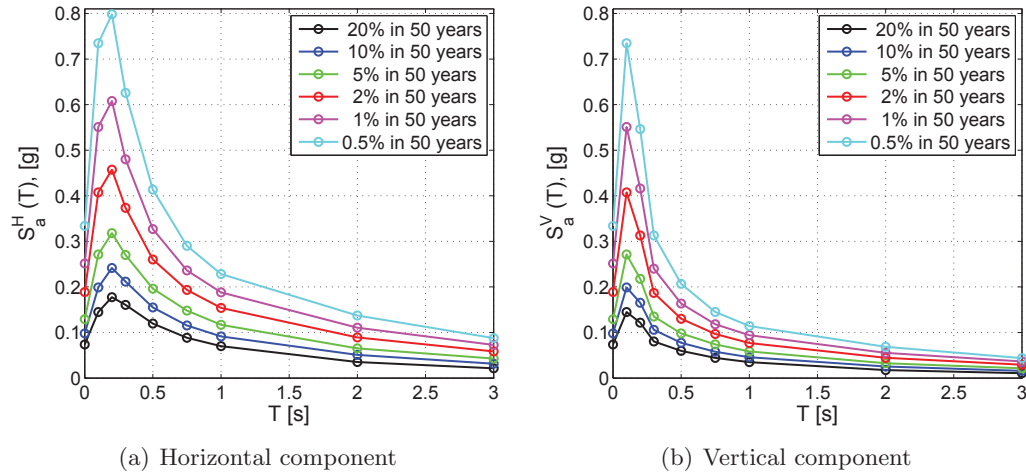 0.8
0.7
0.6
0.5
0.4
0.3
0.2
0.1
0
S_a^H (T), [g]
20% in 50 years
10% in 50 years
5% in 50 years
2% in 50 years
1% in 50 years
0.5% in 50 years
0 0.5 1 1.5 2 2.5 3
T [s]
(a) Horizontal component
0.8
0.7
0.6
0.5
0.4
0.3
0.2
0.1
0
S_a^V (T), [g]
20% in 50 years
10% in 50 years
5% in 50 years
2% in 50 years
1% in 50 years
0.5% in 50 years
0 0.5 1 1.5 2 2.5 3
T [s]
(b) Vertical component